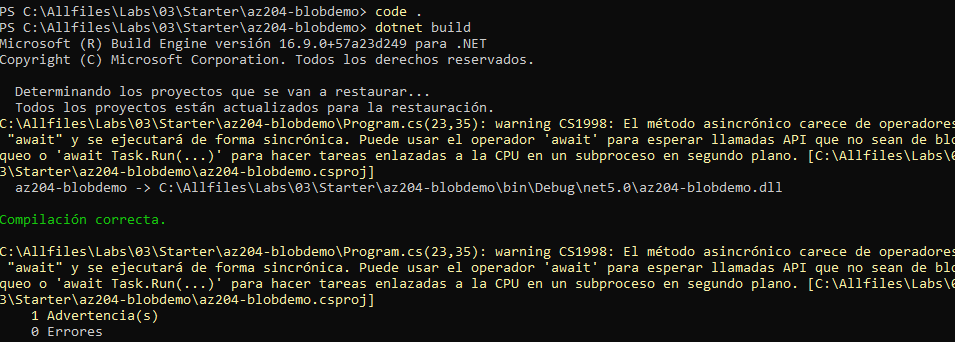 PS C:\Allfiles\Labs\03\Starter\az204-blobdemo> code .
PS C:\Allfiles\Labs\03\Starter\az204-blobdemo> dotnet build
Microsoft (R) Build Engine versión 16.9.0+57a23d249 para .NET
Copyright (C) Microsoft Corporation. Todos los derechos reservados.
Determinando los proyectos que se van a restaurar...
Todos los proyectos están actualizados para la restauración.
C:\Allfiles\Labs\03\Starter\az204-blobdemo\Program.cs(23,35): warning CS1998: El método asincrónico carece de operadores
"await" y se ejecutará de forma sincrónica. Puede usar el operador 'await' para esperar llamadas API que no sean de blo
queo o 'await Task.Run(...)' para hacer tareas enlazadas a la CPU en un subproceso en segundo plano. [C:\Allfiles\Labs\0
3\Starter\az204-blobdemo\az204-blobdemo.csproj]
az204-blobdemo -> C:\Allfiles\Labs\03\Starter\az204-blobdemo\bin\Debug\net5.0\az204-blobdemo.dll
Compilación correcta.
C:\Allfiles\Labs\03\Starter\az204-blobdemo\Program.cs(23,35): warning CS1998: El método asincrónico carece de operadores
"await" y se ejecutará de forma sincrónica. Puede usar el operador 'await' para esperar llamadas API que no sean de blo
queo o 'await Task.Run(...)' para hacer tareas enlazadas a la CPU en un subproceso en segundo plano. [C:\Allfiles\Labs\0
3\Starter\az204-blobdemo\az204-blobdemo.csproj]
1 Advertencia(s)
0 Errores